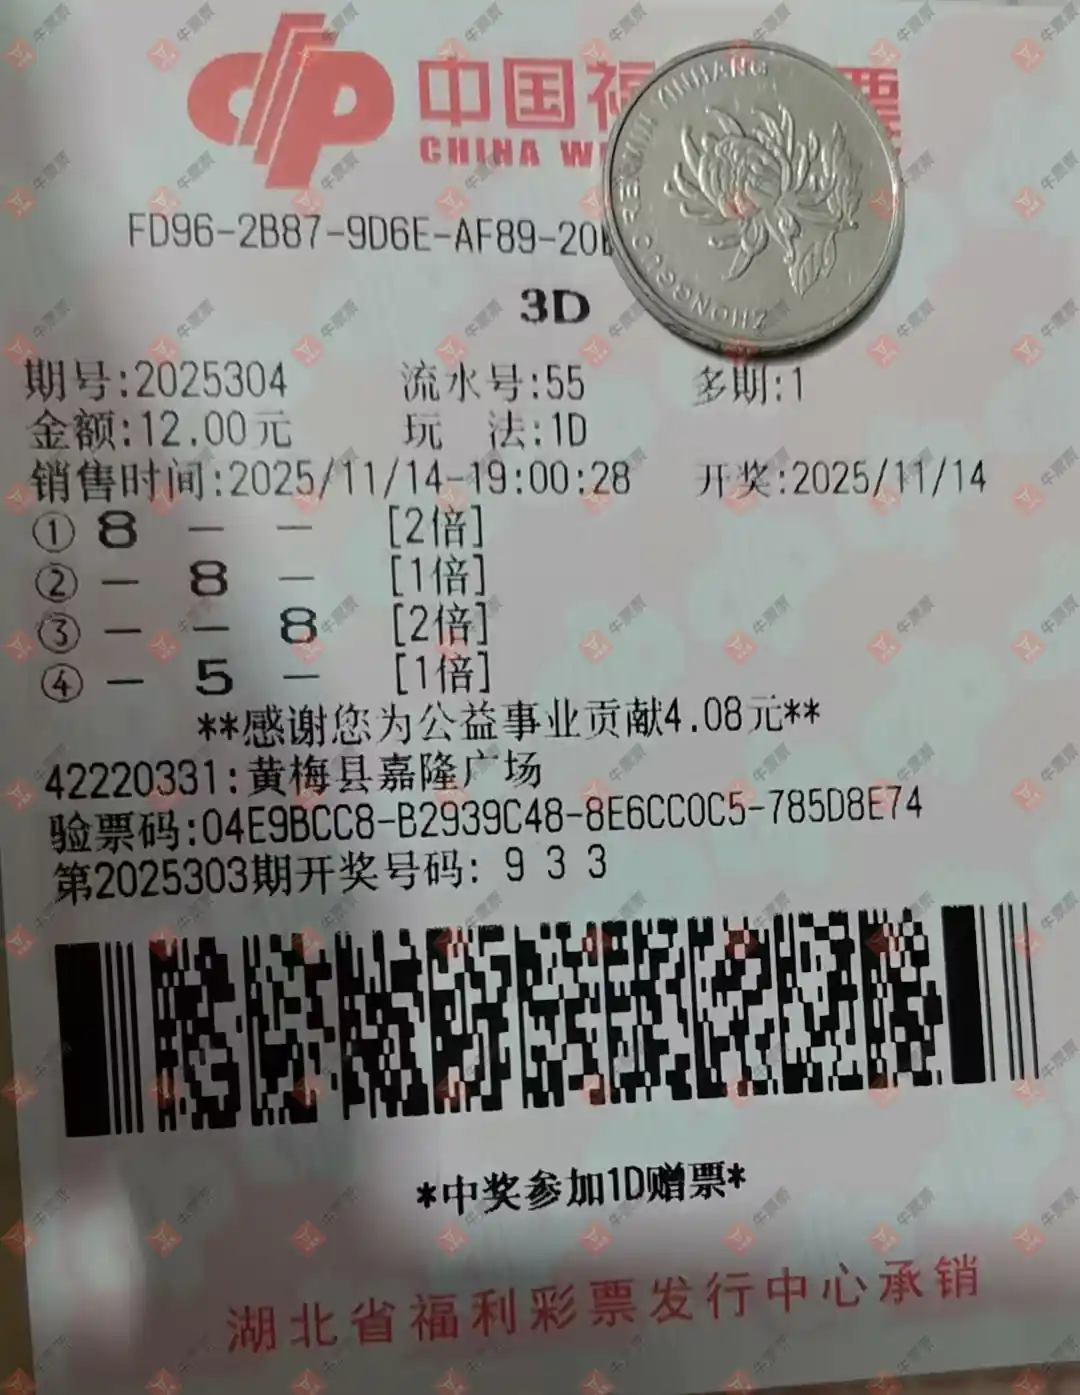 中国福 票
CHINA W
FD96-2B87-9D6E-AF89-20
ZHONGGUO RENMIN YINHANG
3D
期号:2025304 流水号:55 多期:1
金额:12.00元 玩 法:1D
销售时间:2025/11/14-19:00:28 开奖:2025/11/14
① 8 - - [2倍]
② - 8 - [1倍]
③ - - 8 [2倍]
④ - 5 - [1倍]
**感谢您为公益事业贡献4.08元**
42220331:黄梅县嘉隆广场
验票码:04E9BCC8-B2939C48-8E6CC0C5-785D8E74
第2025303期开奖号码: 9 3 3
*中奖参加1D赠票*
湖北省福利彩票发行中心承销
牛票票